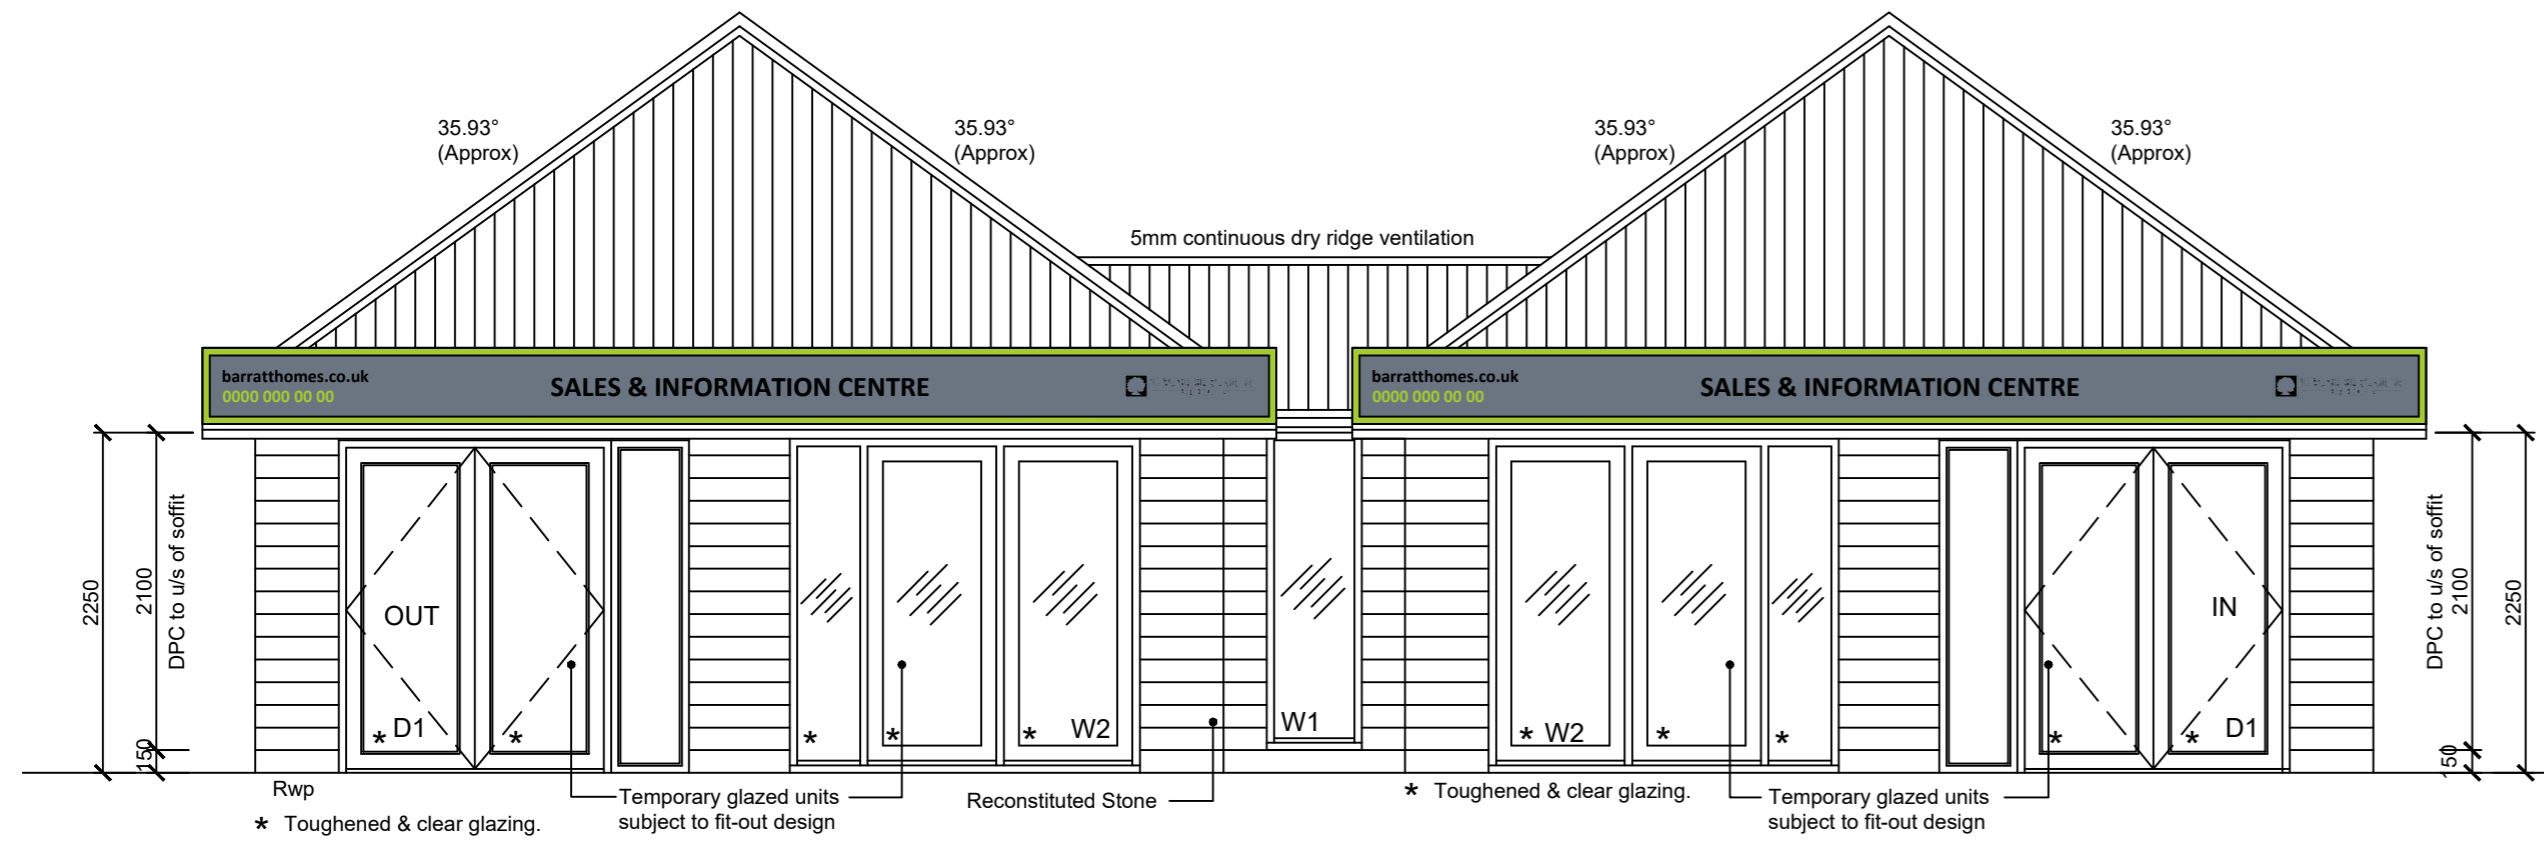 35.93°
(Approx)
35.93°
(Approx)
35.93°
(Approx)
35.93°
(Approx)
5mm continuous dry ridge ventilation
barratthomes.co.uk
0000 000 00 00
SALES & INFORMATION CENTRE
barratthomes.co.uk
0000 000 00 00
SALES & INFORMATION CENTRE
2250
2100
150
DPC to u/s of soffit
OUT
* D1
*
*
*
* W2
W1
* W2
*
*
*
IN
* D1
DPC to u/s of soffit
2100
150
2250
Rwp
* Toughened & clear glazing.
Temporary glazed units
subject to fit-out design
Reconstituted Stone
* Toughened & clear glazing.
Temporary glazed units
subject to fit-out design